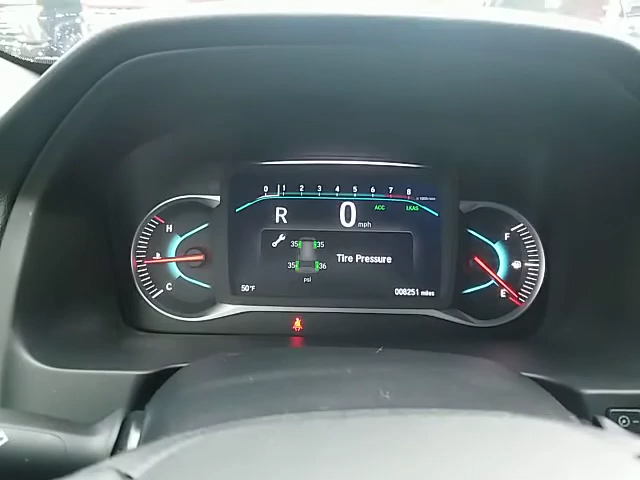 0 1 2 3 4 5 6 7 8
x 1000r/min
R 0 mph
ACC LKAS
H
C
F
E
35 35
35 36
psi
Tire Pressure
50°F
008251 miles